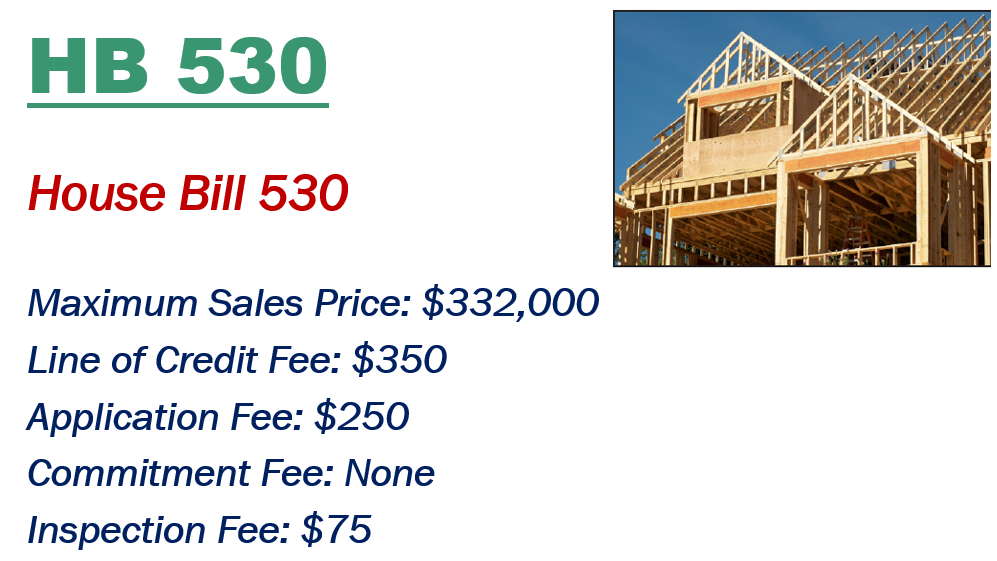 HB 530
House Bill 530
Maximum Sales Price: $332,000
Line of Credit Fee: $350
Application Fee: $250
Commitment Fee: None
Inspection Fee: $75